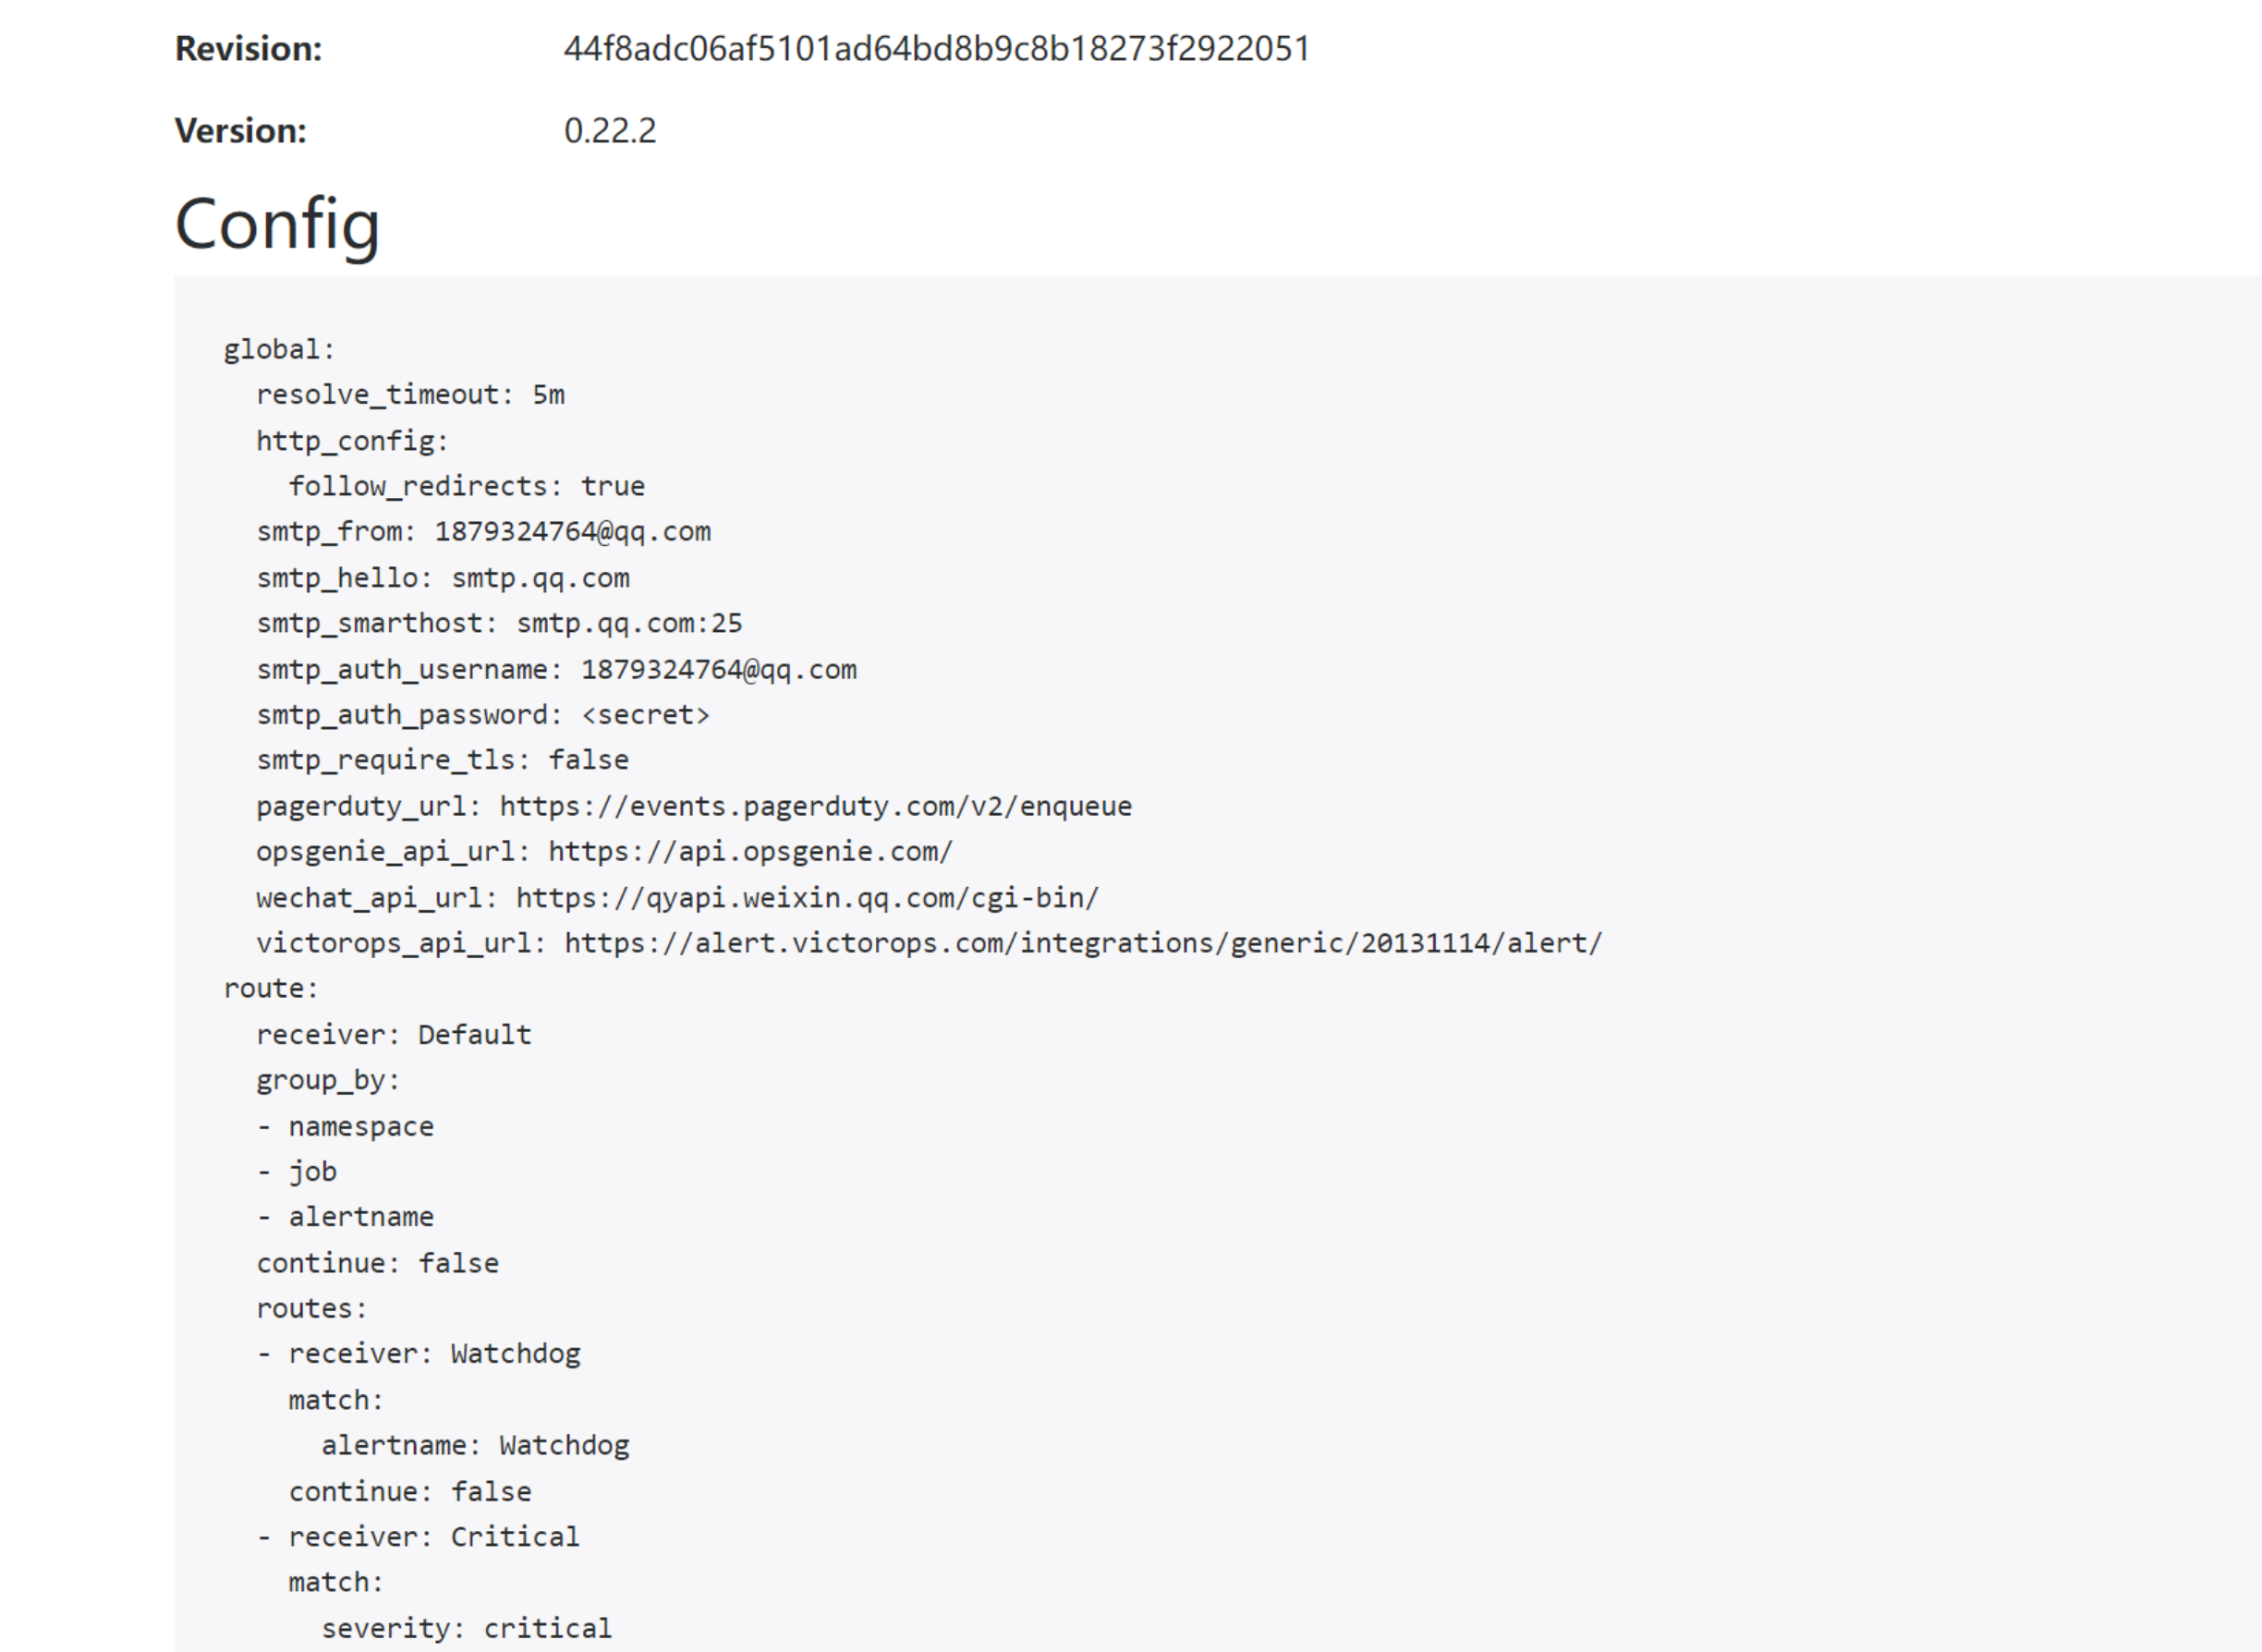 Revision: 44f8adc06af5101ad64bd8b9c8b18273f2922051
Version: 0.22.2
Config
global:
  resolve_timeout: 5m
  http_config:
    follow_redirects: true
  smtp_from: 1879324764@qq.com
  smtp_hello: smtp.qq.com
  smtp_smarthost: smtp.qq.com:25
  smtp_auth_username: 1879324764@qq.com
  smtp_auth_password: <secret>
  smtp_require_tls: false
  pagerduty_url: https://events.pagerduty.com/v2/enqueue
  opsgenie_api_url: https://api.opsgenie.com/
  wechat_api_url: https://qyapi.weixin.qq.com/cgi-bin/
  victorops_api_url: https://alert.victorops.com/integrations/generic/20131114/alert/
route:
  receiver: Default
  group_by:
  - namespace
  - job
  - alertname
  continue: false
  routes:
  - receiver: Watchdog
    match:
      alertname: Watchdog
    continue: false
  - receiver: Critical
    match:
      severity: critical